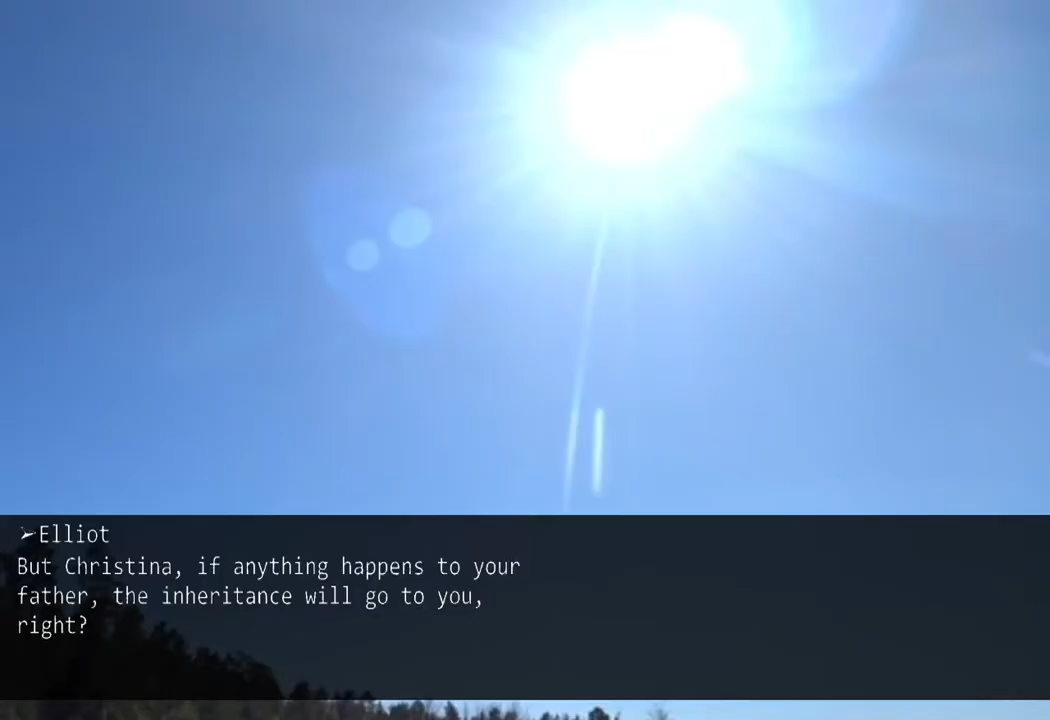 ➢Elliot
But Christina, if anything happens to your
father, the inheritance will go to you,
right?